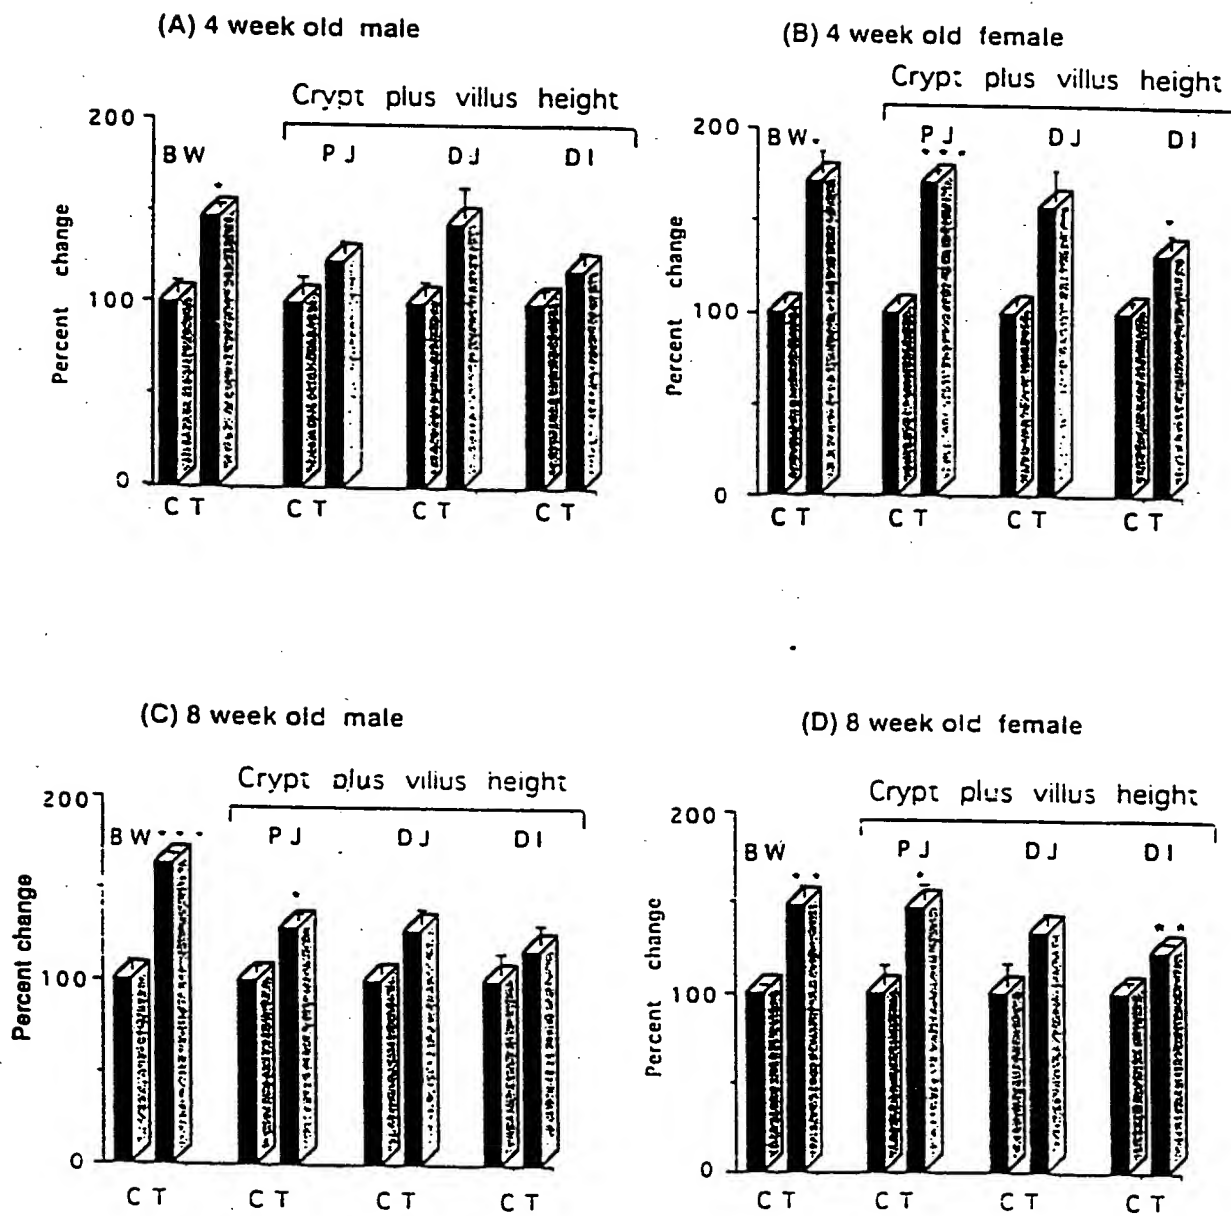 (A) 4 week old male
Crypt plus villus height
200
BW PJ DJ DI
*
Percent change
100
0
C T C T C T C T
(B) 4 week old female
Crypt plus villus height
200
BW * PJ DJ DI
* * *
*
Percent change
100
0
C T C T C T C T
(C) 8 week old male
Crypt plus villus height
200
BW * * * PJ DJ DI
*
Percent change
100
0
C T C T C T C T
(D) 8 week old female
Crypt plus villus height
200
BW PJ DJ DI
* * *
* *
Percent change
100
0
C T C T C T C T